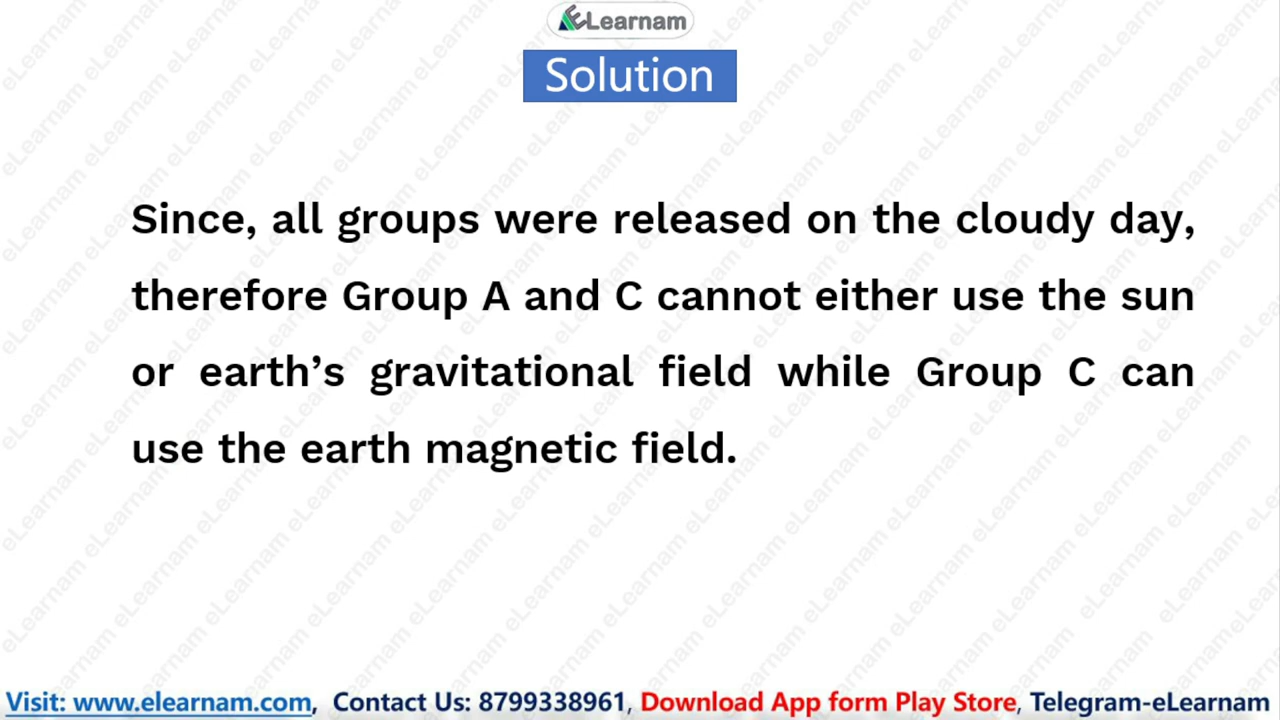 ELearnam
Solution
Since, all groups were released on the cloudy day,
therefore Group A and C cannot either use the sun
or earth’s gravitational field while Group C can
use the earth magnetic field.
Visit: www.elearnam.com, Contact Us: 8799338961, Download App form Play Store, Telegram-eLearnam